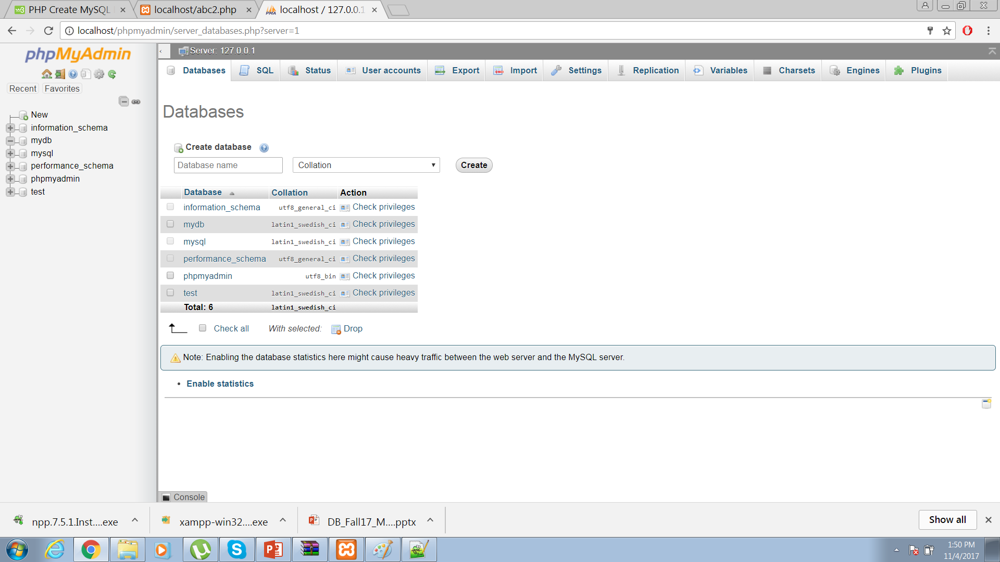 PHP Create MySQL
localhost/abc2.php
localhost / 127.0.0.1
localhost/phpmyadmin/server_databases.php?server=1
phpMyAdmin
Recent
Favorites
New
information_schema
mydb
mysql
performance_schema
phpmyadmin
test
Server: 127.0.0.1
Databases
SQL
Status
User accounts
Export
Import
Settings
Replication
Variables
Charsets
Engines
Plugins
Databases
Create database
Database name
Collation
Create
Database Collation Action
information_schema utf8_general_ci Check privileges
mydb latin1_swedish_ci Check privileges
mysql latin1_swedish_ci Check privileges
performance_schema utf8_general_ci Check privileges
phpmyadmin utf8_bin Check privileges
test latin1_swedish_ci Check privileges
Total: 6 latin1_swedish_ci
Check all With selected: Drop
Note: Enabling the database statistics here might cause heavy traffic between the web server and the MySQL server.
Enable statistics
Console
npp.7.5.1.Inst....exe
xampp-win32....exe
DB_Fall17_M....pptx
Show all
1:50 PM
11/4/2017